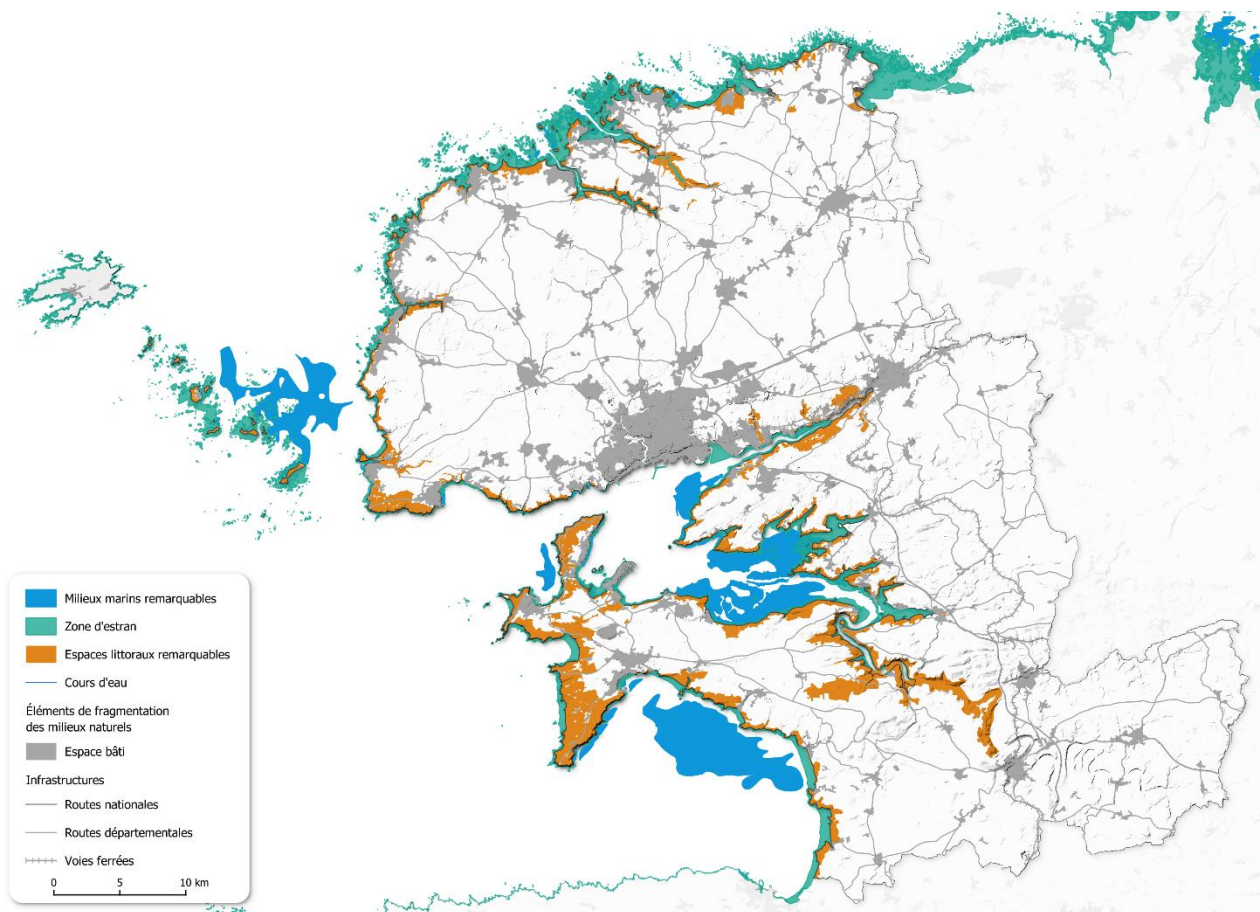 Milieux marins remarquables
Zone d'estran
Espaces littoraux remarquables
Cours d'eau
Éléments de fragmentation
des milieux naturels
Espace bâti
Infrastructures
Routes nationales
Routes départementales
Voies ferrées
0 5 10 km